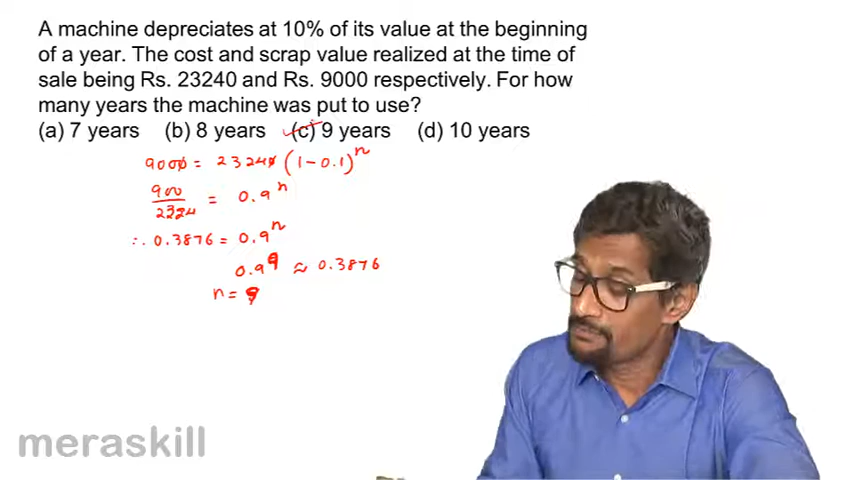 A machine depreciates at 10% of its value at the beginning
of a year. The cost and scrap value realized at the time of
sale being Rs. 23240 and Rs. 9000 respectively. For how
many years the machine was put to use?
(a) 7 years (b) 8 years (c) 9 years (d) 10 years
9000 = 23240 (1 - 0.1)^n
900/2324 = 0.9^n
∴ 0.3876 = 0.9^n
0.9^9 ≈ 0.3876
n = 9
meraskill